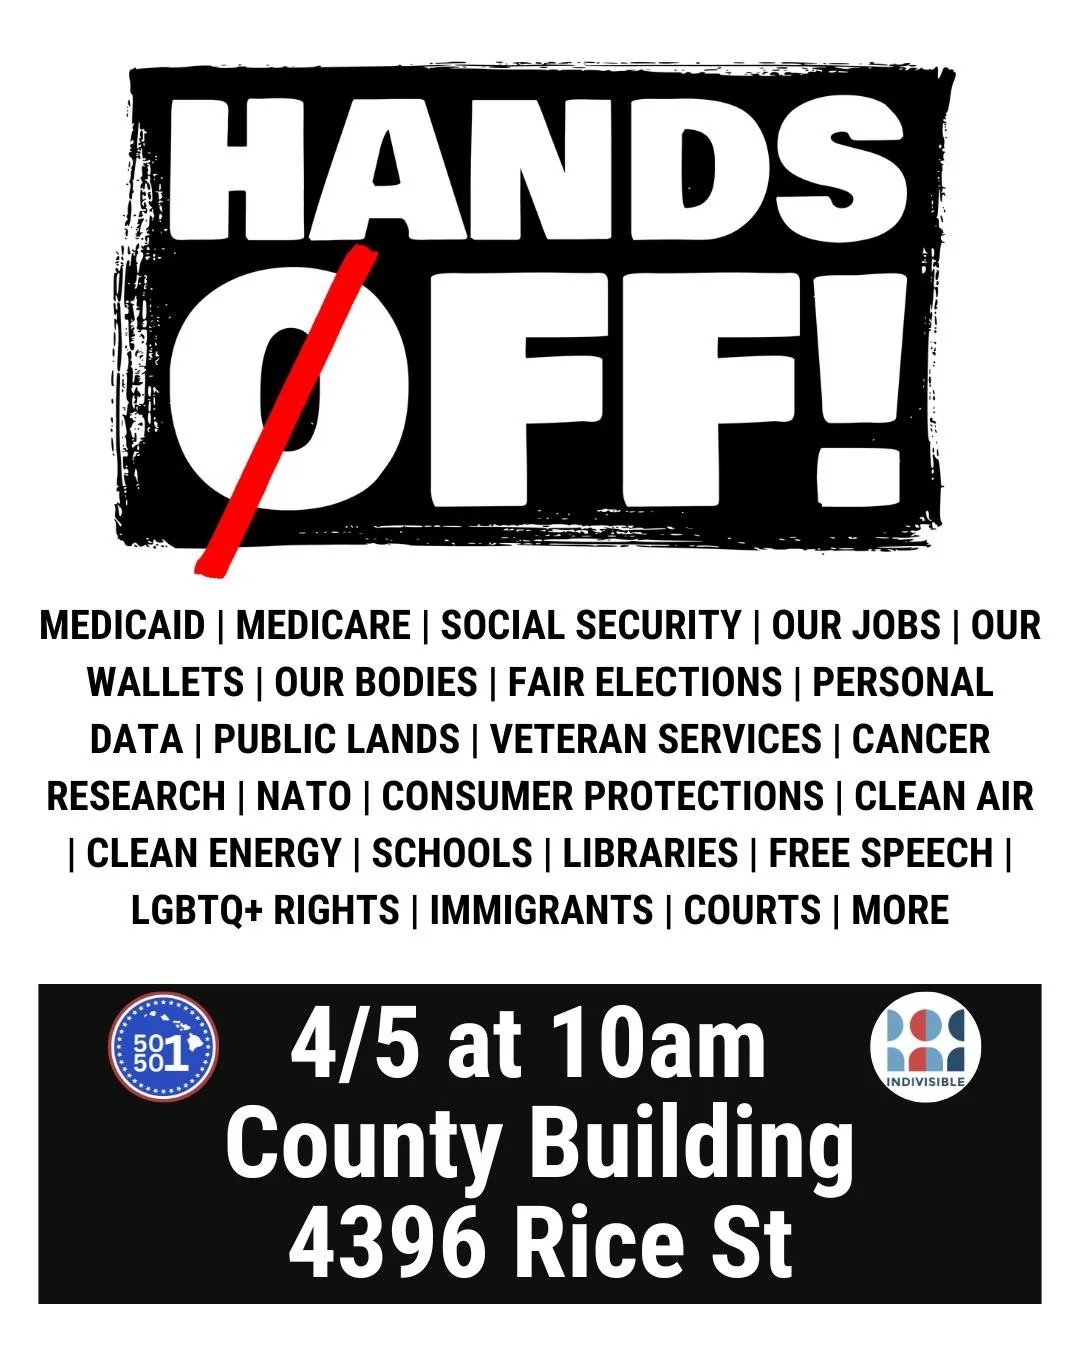 HANDS
OFF!
MEDICAID | MEDICARE | SOCIAL SECURITY | OUR JOBS | OUR
WALLETS | OUR BODIES | FAIR ELECTIONS | PERSONAL
DATA | PUBLIC LANDS | VETERAN SERVICES | CANCER
RESEARCH | NATO | CONSUMER PROTECTIONS | CLEAN AIR
| CLEAN ENERGY | SCHOOLS | LIBRARIES | FREE SPEECH |
LGBTQ+ RIGHTS | IMMIGRANTS | COURTS | MORE
50
50 1
4/5 at 10am
INDIVISIBLE
County Building
4396 Rice St